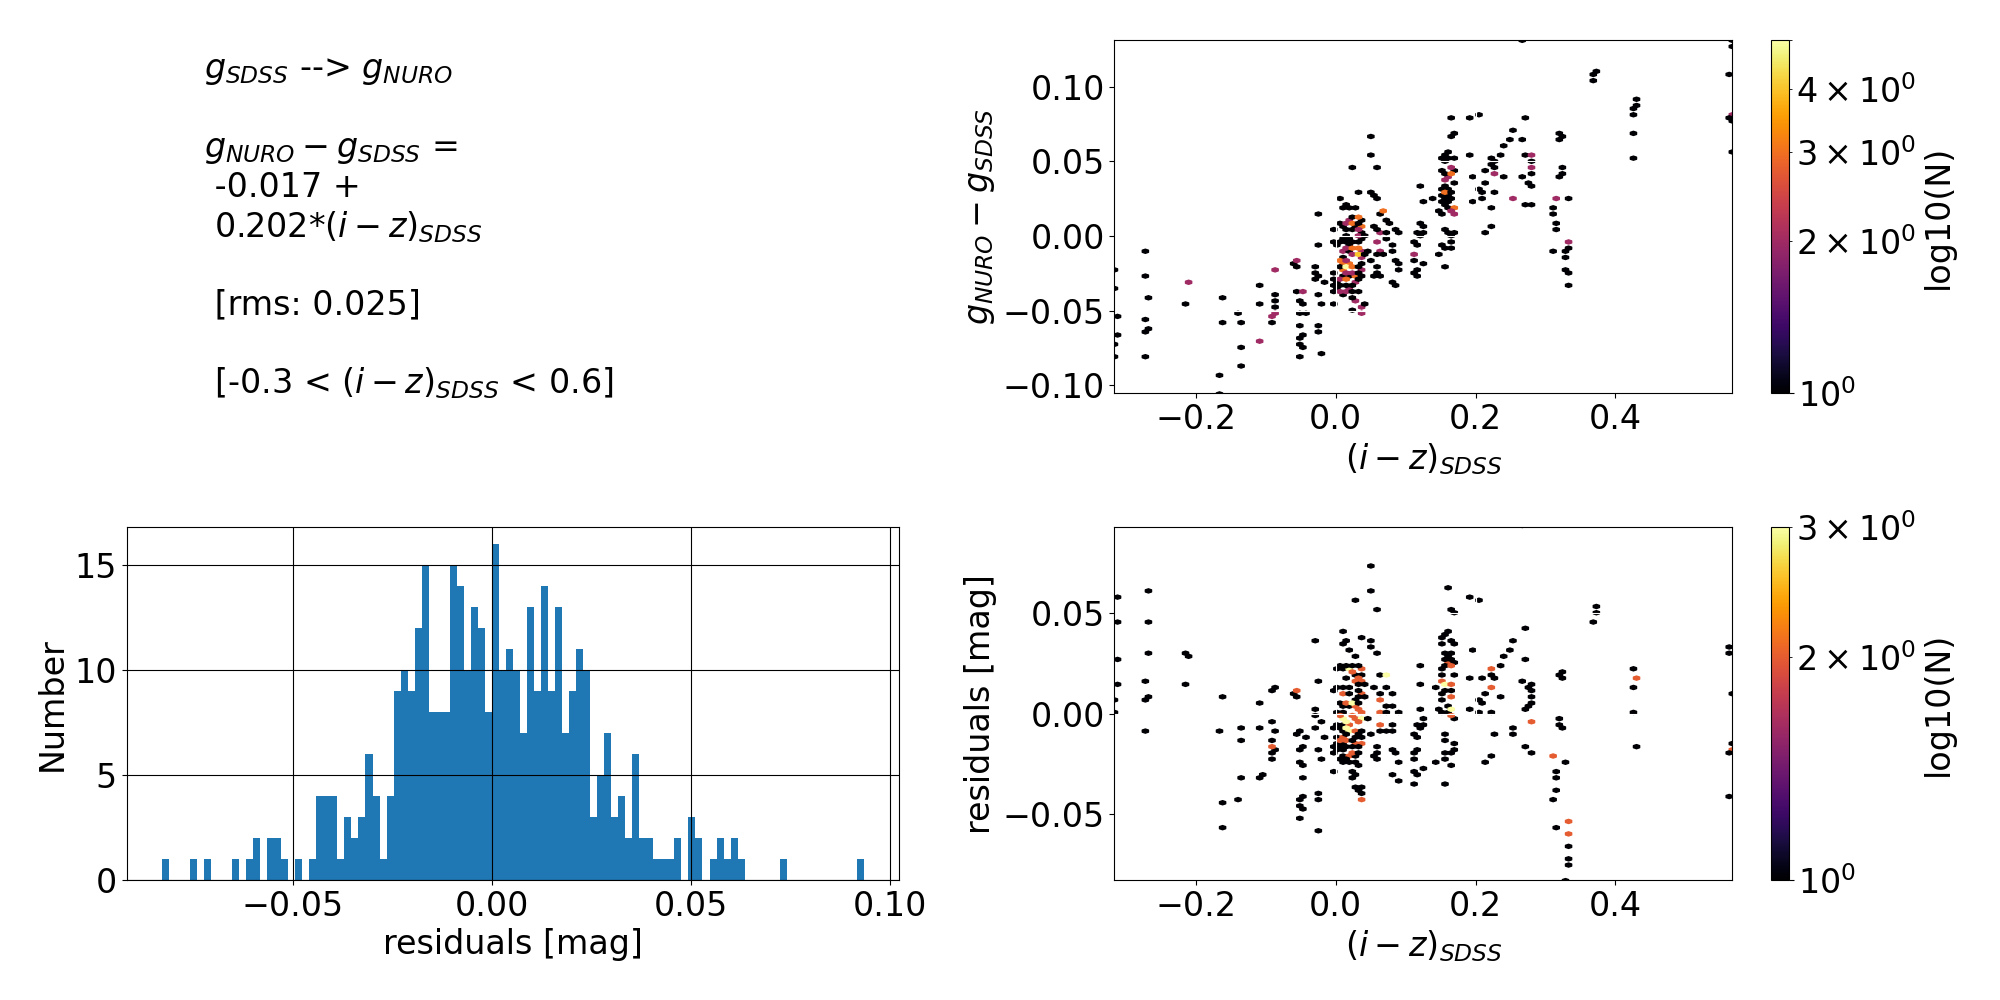 g_SDSS --> g_NURO
g_NURO − g_SDSS =
-0.017 +
0.202*(i − z)_SDSS
[rms: 0.025]
[-0.3 < (i − z)_SDSS < 0.6]
g_NURO − g_SDSS
0.10
0.05
0.00
−0.05
−0.10
−0.2 0.0 0.2 0.4
(i − z)_SDSS
4 × 10^0
3 × 10^0
2 × 10^0
10^0
log10(N)
Number
15
10
5
0
−0.05 0.00 0.05 0.10
residuals [mag]
residuals [mag]
0.05
0.00
−0.05
−0.2 0.0 0.2 0.4
(i − z)_SDSS
3 × 10^0
2 × 10^0
10^0
log10(N)